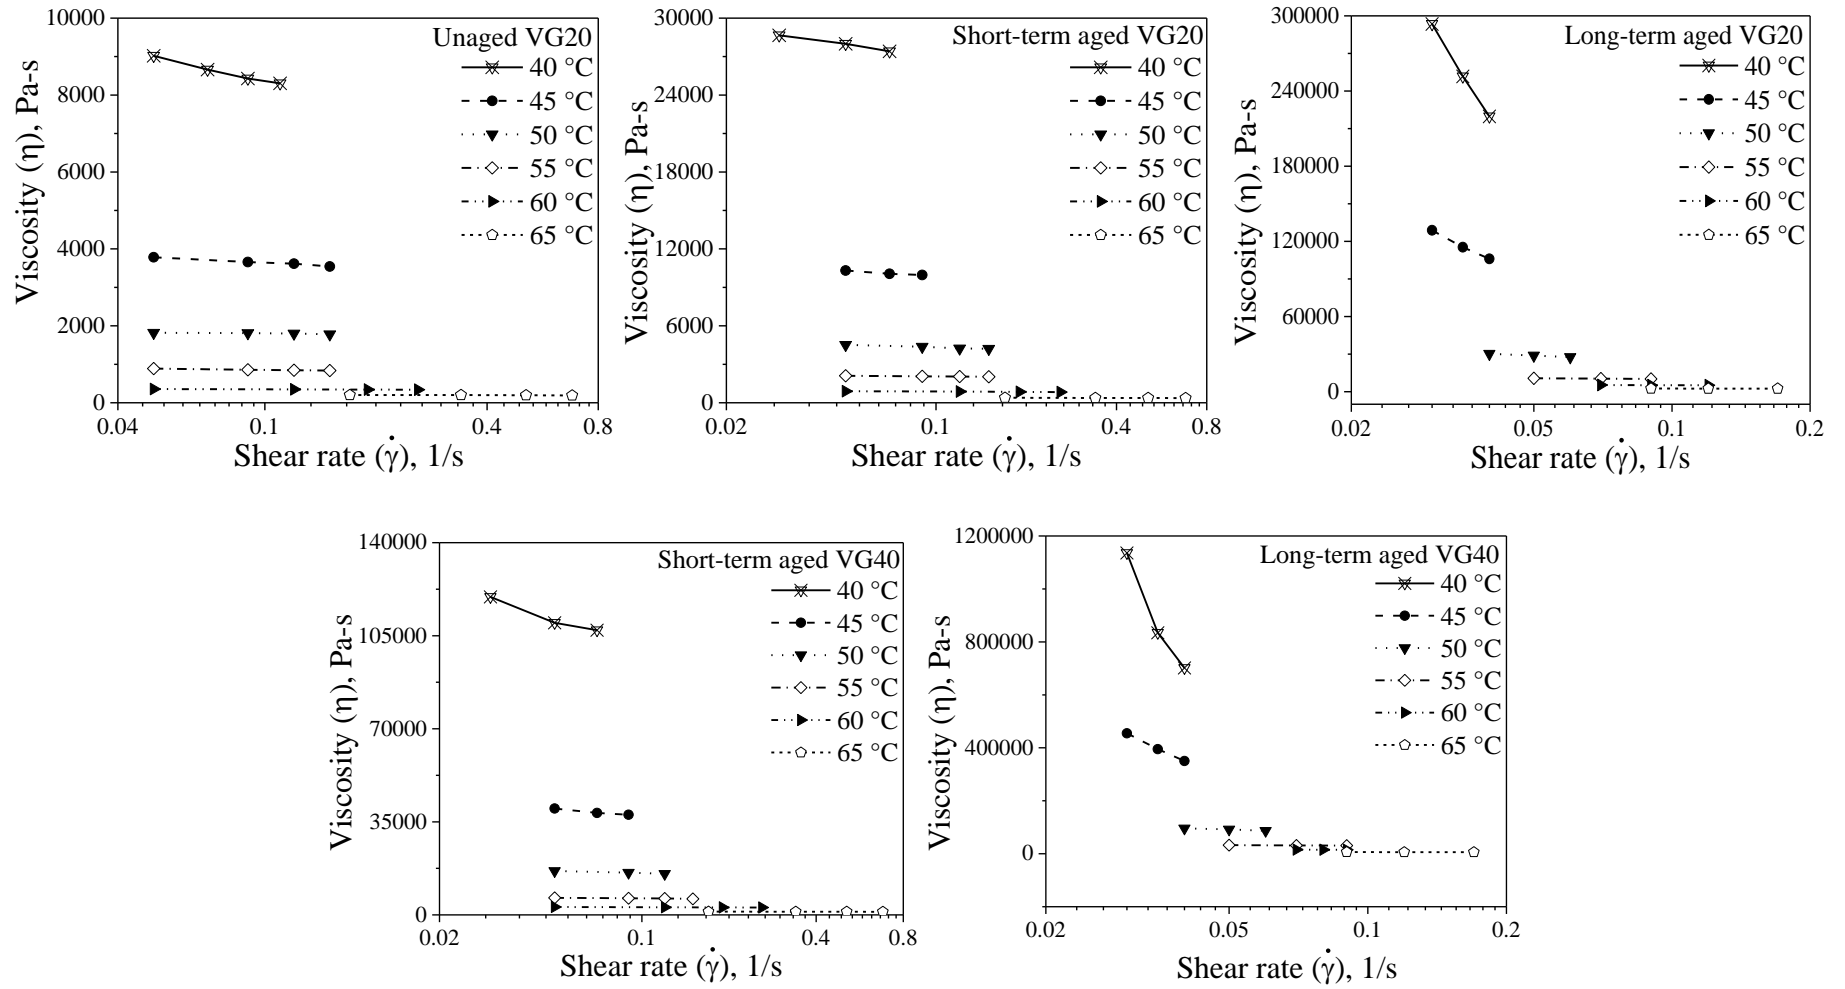 Unaged VG20
40 °C
45 °C
50 °C
55 °C
60 °C
65 °C
10000
8000
6000
4000
2000
0
0.04
0.1
0.4
0.8
Viscosity (η), Pa-s
Shear rate (γ̇), 1/s
Short-term aged VG20
40 °C
45 °C
50 °C
55 °C
60 °C
65 °C
30000
24000
18000
12000
6000
0
0.02
0.1
0.4
0.8
Viscosity (η), Pa-s
Shear rate (γ̇), 1/s
Long-term aged VG20
40 °C
45 °C
50 °C
55 °C
60 °C
65 °C
300000
240000
180000
120000
60000
0
0.02
0.05
0.1
0.2
Viscosity (η), Pa-s
Shear rate (γ̇), 1/s
Short-term aged VG40
40 °C
45 °C
50 °C
55 °C
60 °C
65 °C
140000
105000
70000
35000
0
0.02
0.1
0.4
0.8
Viscosity (η), Pa-s
Shear rate (γ̇), 1/s
Long-term aged VG40
40 °C
45 °C
50 °C
55 °C
60 °C
65 °C
1200000
800000
400000
0
0.02
0.05
0.1
0.2
Viscosity (η), Pa-s
Shear rate (γ̇), 1/s